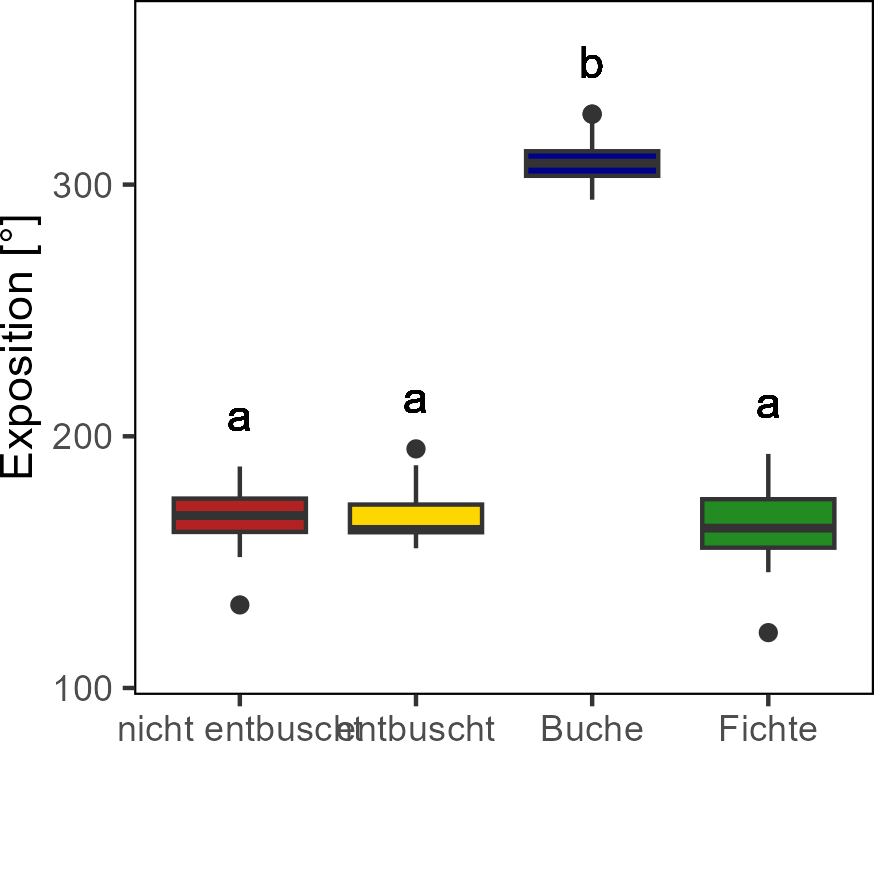 Exposition [°]
300
200
100
b
a
a
a
nicht entbuscht
entbuscht
Buche
Fichte